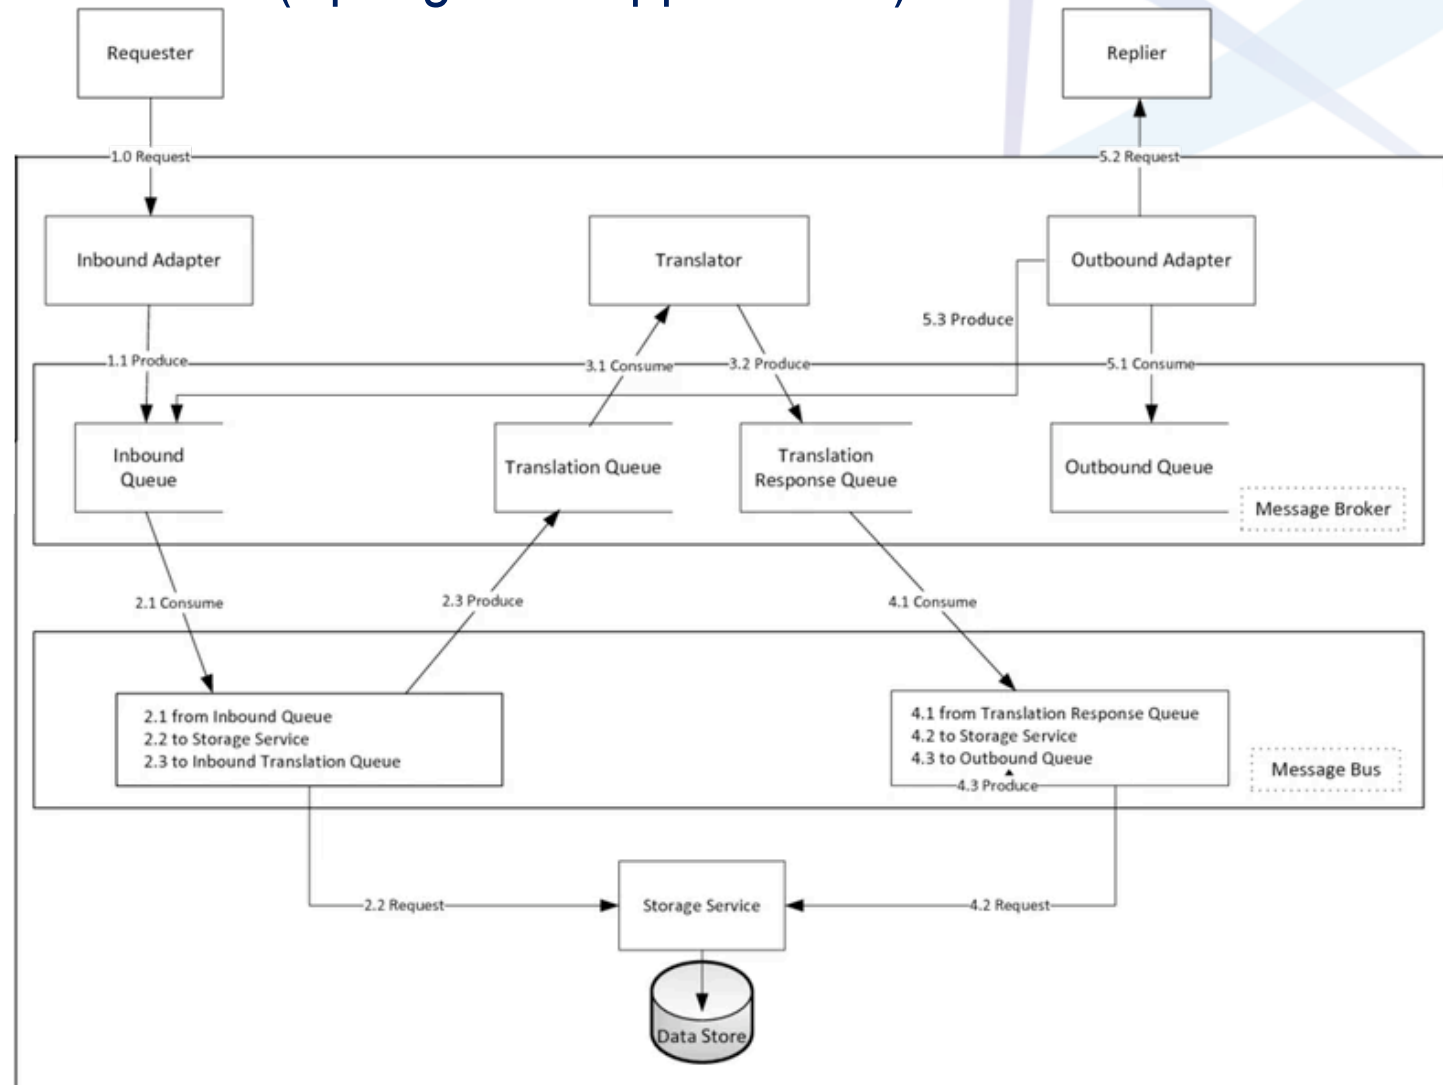 Requester
Replier
1.0 Request
5.2 Request
Inbound Adapter
Translator
Outbound Adapter
5.3 Produce
1.1 Produce
3.1 Consume
3.2 Produce
5.1 Consume
Inbound
Queue
Translation Queue
Translation
Response Queue
Outbound Queue
Message Broker
2.1 Consume
2.3 Produce
4.1 Consume
2.1 from Inbound Queue
2.2 to Storage Service
2.3 to Inbound Translation Queue
4.1 from Translation Response Queue
4.2 to Storage Service
4.3 to Outbound Queue
4.3 Produce
Message Bus
2.2 Request
Storage Service
4.2 Request
Data Store